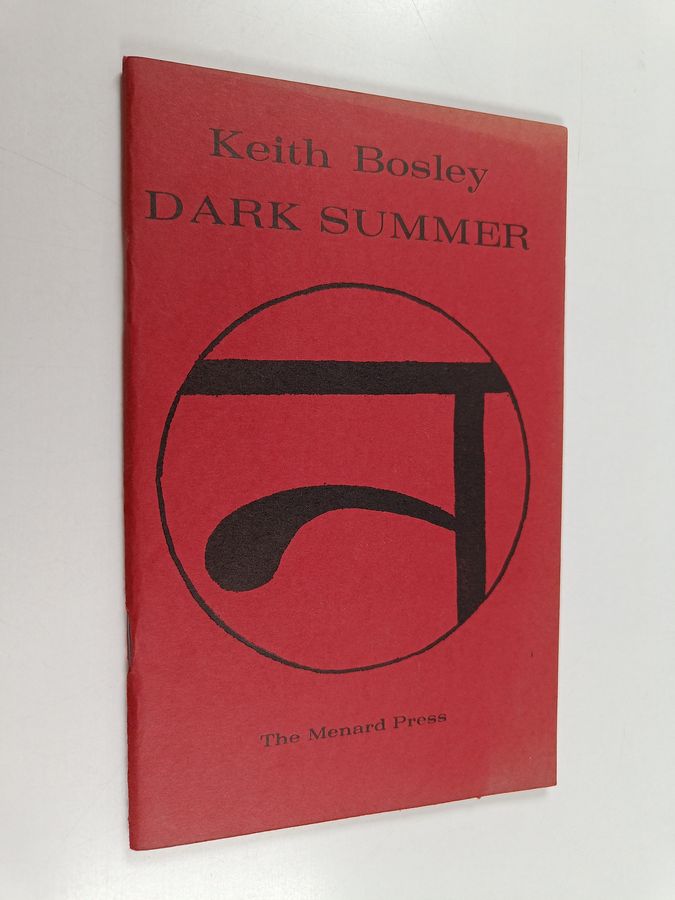 Keith Bosley
DARK SUMMER
त
The Menard Press